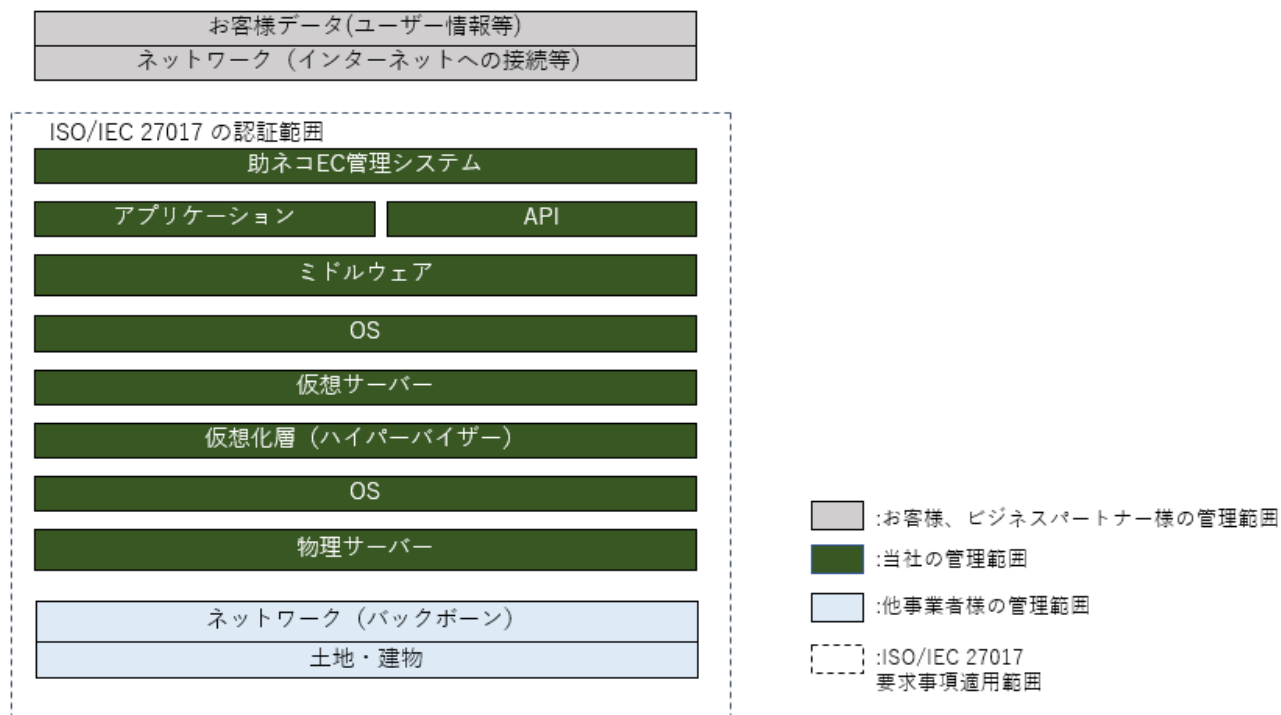 お客様データ(ユーザー情報等)
ネットワーク（インターネットへの接続等）
ISO/IEC 27017 の認証範囲
助ネコEC管理システム
アプリケーション
API
ミドルウェア
OS
仮想サーバー
仮想化層（ハイパーバイザー）
OS
物理サーバー
ネットワーク（バックボーン）
土地・建物
:お客様、ビジネスパートナー様の管理範囲
:当社の管理範囲
:他事業者様の管理範囲
:ISO/IEC 27017
要求事項適用範囲